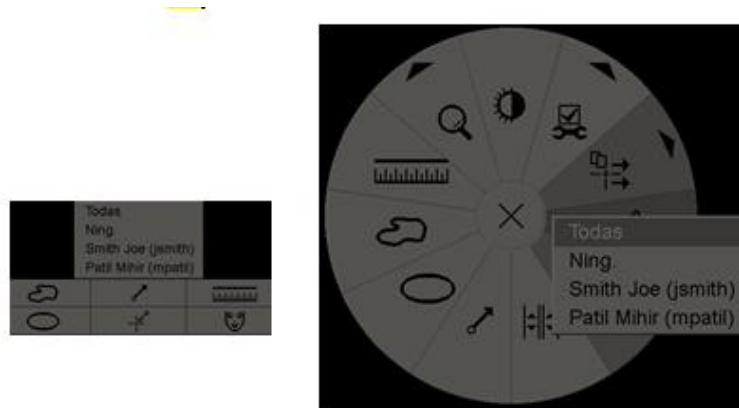 Todas
Ning.
Smith Joe (jsmith)
Patil Mihir (mpatil)
Todas
Ning.
Smith Joe (jsmith)
Patil Mihir (mpatil)